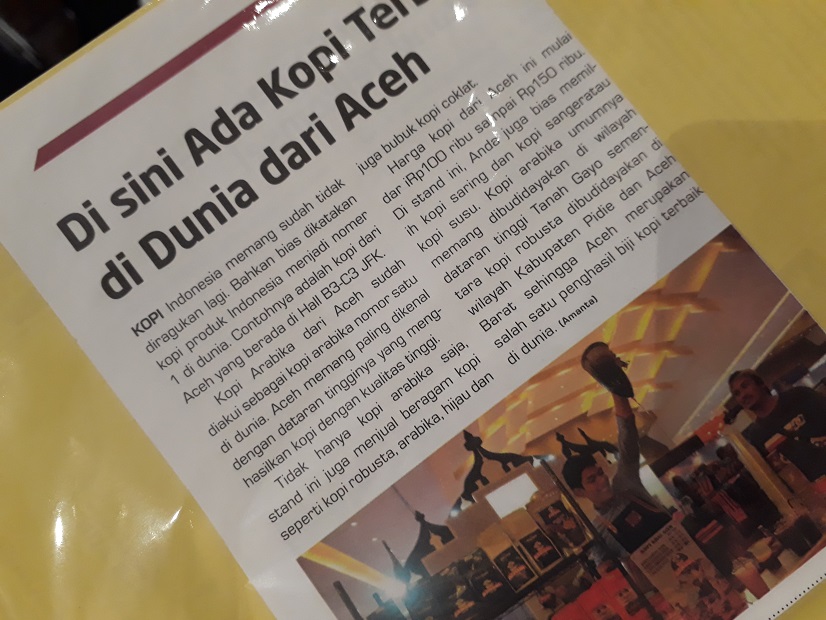 Di sini Ada Kopi
di Dunia dari Aceh
KOPI Indonesia memang sudah tidak
diragukan lagi. Bahkan bias dikatakan
kopi produk Indonesia menjadi nomer
1 di dunia. Contohnya adalah kopi dari
Aceh yang berada di Hall B3-C3 JFK.
Kopi Arabika dari Aceh sudah
diakui sebagai kopi arabika nomor satu
di dunia. Aceh memang paling dikenal
dengan dataran tingginya yang meng-
hasilkan kopi dengan kualitas tinggi.
Tidak hanya kopi arabika saja,
stand ini juga menjual beragam kopi
seperti kopi robusta, arabika, hijau dan
juga bubuk kopi coklat.
Harga kopi dari Aceh ini mulai
dar iRp100 ribu sampai Rp150 ribu.
Di stand ini, Anda juga bias memil-
ih kopi saring dan kopi sangeratau
kopi susu. Kopi arabika umumnya
memang dibudidayakan di wilayah
dataran tinggi Tanah Gayo semen-
tara kopi robusta dibudidayakan di
wilayah Kabupaten Pidie dan Aceh
Barat sehingga Aceh merupakan
salah satu penghasil biji kopi terbaik
di dunia. (Amanta)